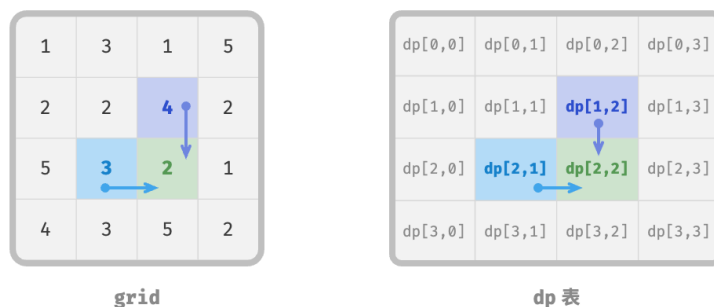 1 3 1 5
2 2 4 2
5 3 2 1
4 3 5 2
grid
dp[0,0] dp[0,1] dp[0,2] dp[0,3]
dp[1,0] dp[1,1] dp[1,2] dp[1,3]
dp[2,0] dp[2,1] dp[2,2] dp[2,3]
dp[3,0] dp[3,1] dp[3,2] dp[3,3]
dp 表